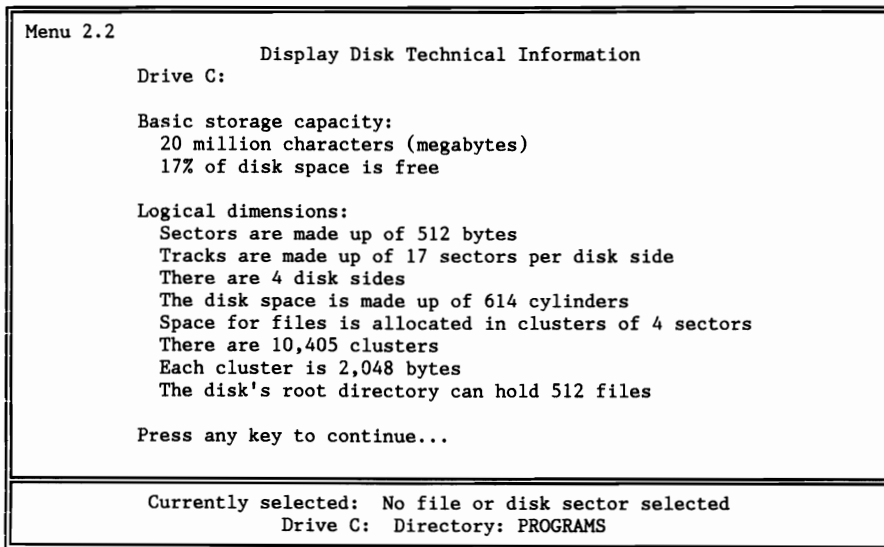 Menu 2.2
Display Disk Technical Information
Drive C:
Basic storage capacity:
20 million characters (megabytes)
17% of disk space is free
Logical dimensions:
Sectors are made up of 512 bytes
Tracks are made up of 17 sectors per disk side
There are 4 disk sides
The disk space is made up of 614 cylinders
Space for files is allocated in clusters of 4 sectors
There are 10,405 clusters
Each cluster is 2,048 bytes
The disk's root directory can hold 512 files
Press any key to continue...
Currently selected: No file or disk sector selected
Drive C: Directory: PROGRAMS